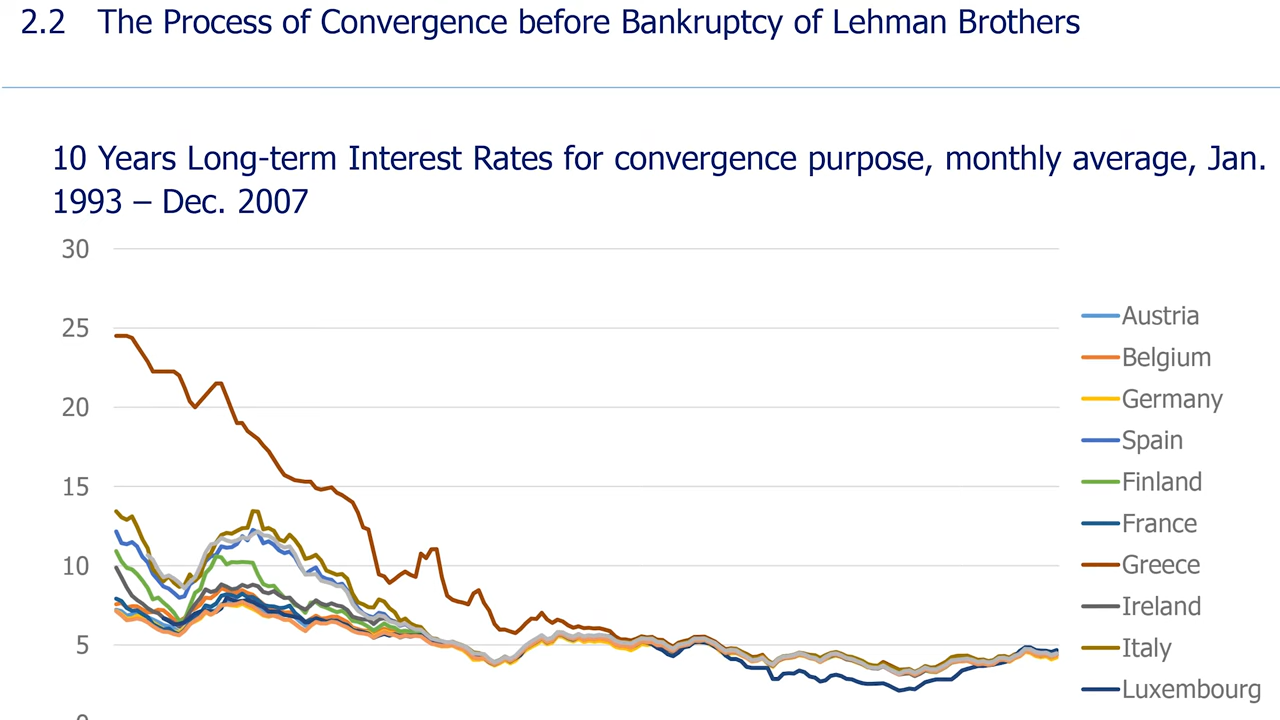 2.2 The Process of Convergence before Bankruptcy of Lehman Brothers
10 Years Long-term Interest Rates for convergence purpose, monthly average, Jan.
1993 – Dec. 2007
30
25
20
15
10
5
0
Austria
Belgium
Germany
Spain
Finland
France
Greece
Ireland
Italy
Luxembourg